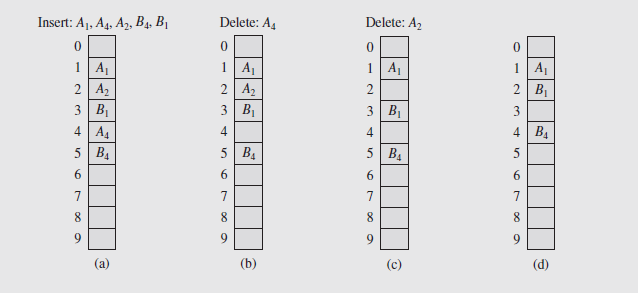 Insert: A₁, A₄, A₂, B₄, B₁ Delete: A₄ Delete: A₂
0 0 0 0
1 A₁ 1 A₁ 1 A₁ 1 A₁
2 A₂ 2 A₂ 2 2 B₁
3 B₁ 3 B₁ 3 B₁ 3
4 A₄ 4 4 4 B₄
5 B₄ 5 B₄ 5 B₄ 5
6 6 6 6
7 7 7 7
8 8 8 8
9 9 9 9
(a) (b) (c) (d)